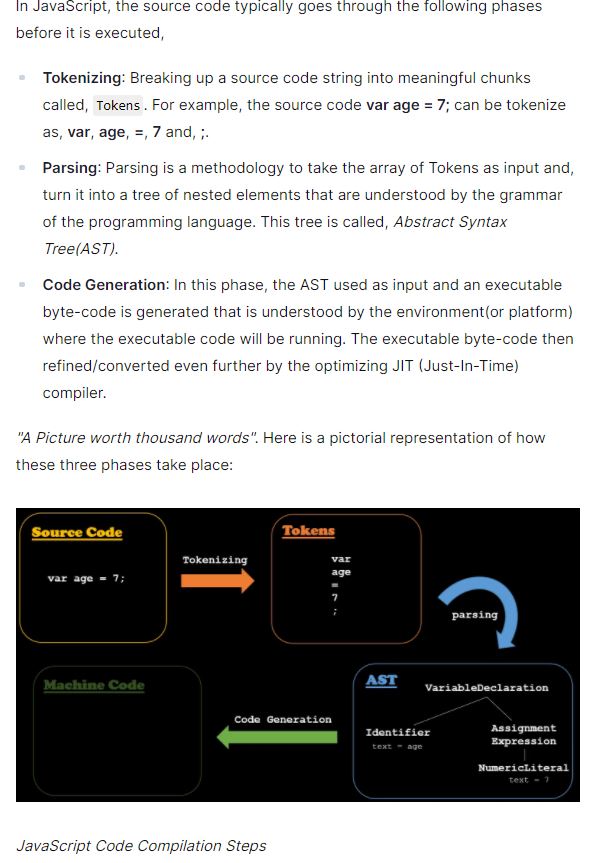 In JavaScript, the source code typically goes through the following phases
before it is executed,
Tokenizing: Breaking up a source code string into meaningful chunks
called, Tokens. For example, the source code var age = 7; can be tokenize
as, var, age, =, 7 and, ;.
Parsing: Parsing is a methodology to take the array of Tokens as input and,
turn it into a tree of nested elements that are understood by the grammar
of the programming language. This tree is called, Abstract Syntax
Tree(AST).
Code Generation: In this phase, the AST used as input and an executable
byte-code is generated that is understood by the environment(or platform)
where the executable code will be running. The executable byte-code then
refined/converted even further by the optimizing JIT (Just-In-Time)
compiler.
"A Picture worth thousand words". Here is a pictorial representation of how
these three phases take place:
Source Code
var age = 7;
Tokenizing
Tokens
var
age
=
7
;
parsing
AST
VariableDeclaration
Identifier
text - age
Assignment
Expression
NumericLiteral
text - 7
Code Generation
Machine Code
JavaScript Code Compilation Steps